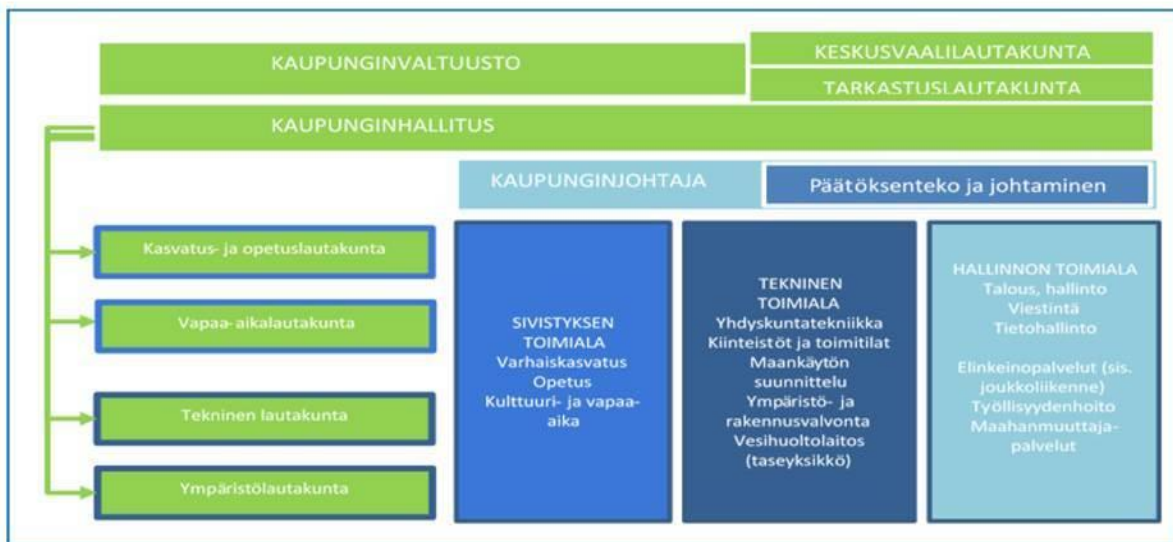 KAUPUNGINVALTUUSTO
KESKUSVAALILAUTAKUNTA
TARKASTUSLAUTAKUNTA
KAUPUNGINHALLITUS
KAUPUNGINJOHTAJA
Päätöksenteko ja johtaminen
Kasvatus- ja opetuslautakunta
Vapaa-aikalautakunta
Tekninen lautakunta
Ympäristölautakunta
SIVISTYKSEN
TOIMIALA
Varhaiskasvatus
Opetus
Kulttuuri- ja vapaa-
aika
TEKNINEN
TOIMIALA
Yhdyskuntatekniikka
Kiinteistöt ja toimitilat
Maankäytön
suunnittelu
Ympäristö- ja
rakennusvalvonta
Vesihuoltolaitos
(taseyksikkö)
HALLINNON TOIMIALA
Talous, hallinto
Viestintä
Tietohallinto
Elinkeinopalvelut (sis.
joukkoliikenne)
Työllisyydenhoito
Maahanmuuttaja-
palvelut